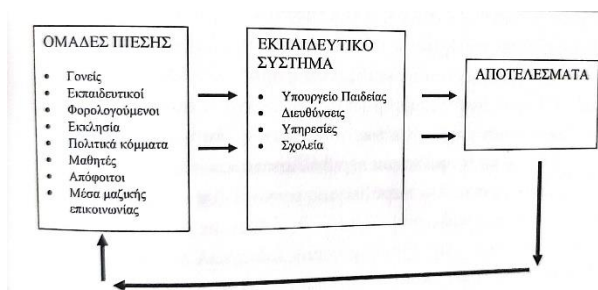 ΟΜΑΔΕΣ ΠΙΕΣΗΣ
• Γονείς
• Εκπαιδευτικοί
• Φορολογούμενοι
• Εκκλησία
• Πολιτικά κόμματα
• Μαθητές
• Απόφοιτοι
• Μέσα μαζικής
επικοινωνίας
ΕΚΠΑΙΔΕΥΤΙΚΟ
ΣΥΣΤΗΜΑ
• Υπουργείο Παιδείας
• Διευθύνσεις
• Υπηρεσίες
• Σχολεία
ΑΠΟΤΕΛΕΣΜΑΤΑ